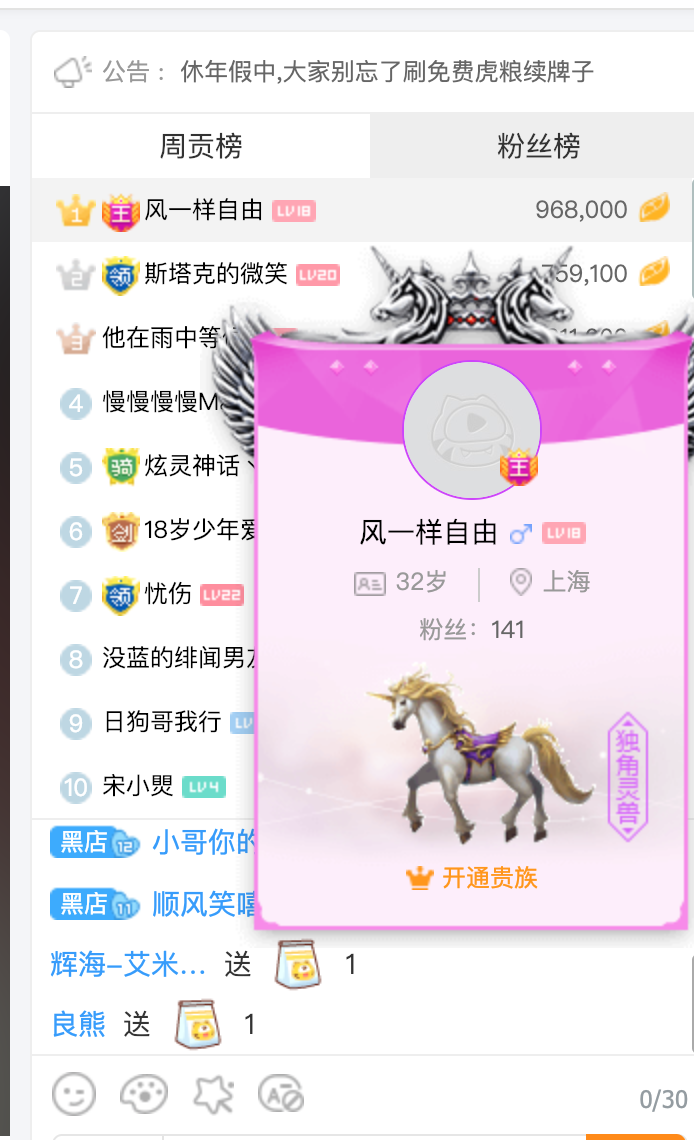 公告： 休年假中,大家别忘了刷免费虎粮续牌子
周贡榜 粉丝榜
1 王 风一样自由 LV18 968,000
2 领 斯塔克的微笑 LV20 759,100
3 他在雨中等
4 慢慢慢慢M
5 骑 炫灵神话丶
6 剑 18岁少年爱
7 领 忧伤 LV22
8 没蓝的绯闻男友
9 日狗哥我行 LV
10 宋小煛 LV4
王
风一样自由 ♂ LV18
32岁 上海
粉丝： 141
独角灵兽
开通贵族
黑店 12 小哥你的
黑店 11 顺风笑嘻
辉海–艾米… 送 1
良熊 送 1
0/30